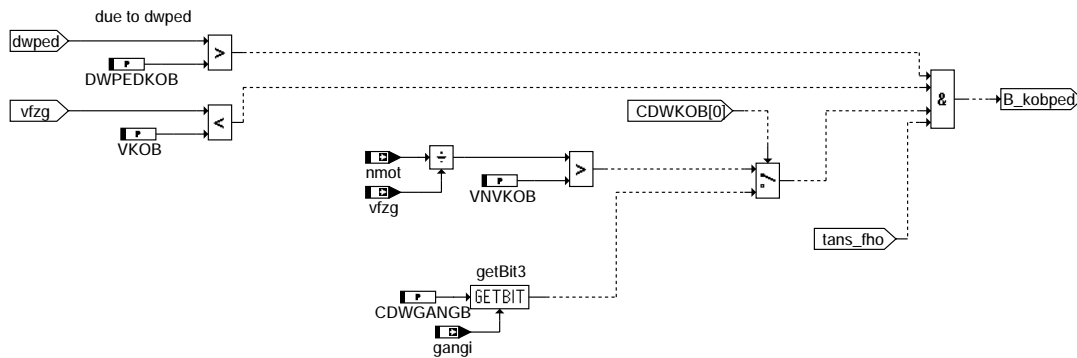 due to dwped
dwped
>
P
DWPEDKOB
vfzg
<
P
VKOB
&
B_kobped
CDWKOB[0]
nmot
÷
vfzg
>
P
VNVKOB
tans_fho
getBit3
P
GETBIT
CDWGANGB
gangi